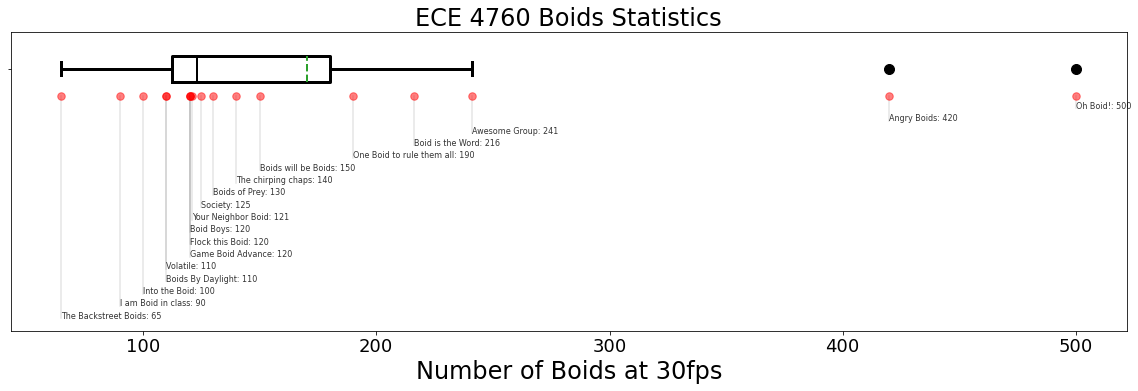 ECE 4760 Boids Statistics
Oh Boid!: 500
Angry Boids: 420
Awesome Group: 241
Boid is the Word: 216
One Boid to rule them all: 190
Boids will be Boids: 150
The chirping chaps: 140
Boids of Prey: 130
Society: 125
Your Neighbor Boid: 121
Boid Boys: 120
Flock this Boid: 120
Game Boid Advance: 120
Volatile: 110
Boids By Daylight: 110
Into the Boid: 100
I am Boid in class: 90
The Backstreet Boids: 65
100 200 300 400 500
Number of Boids at 30fps